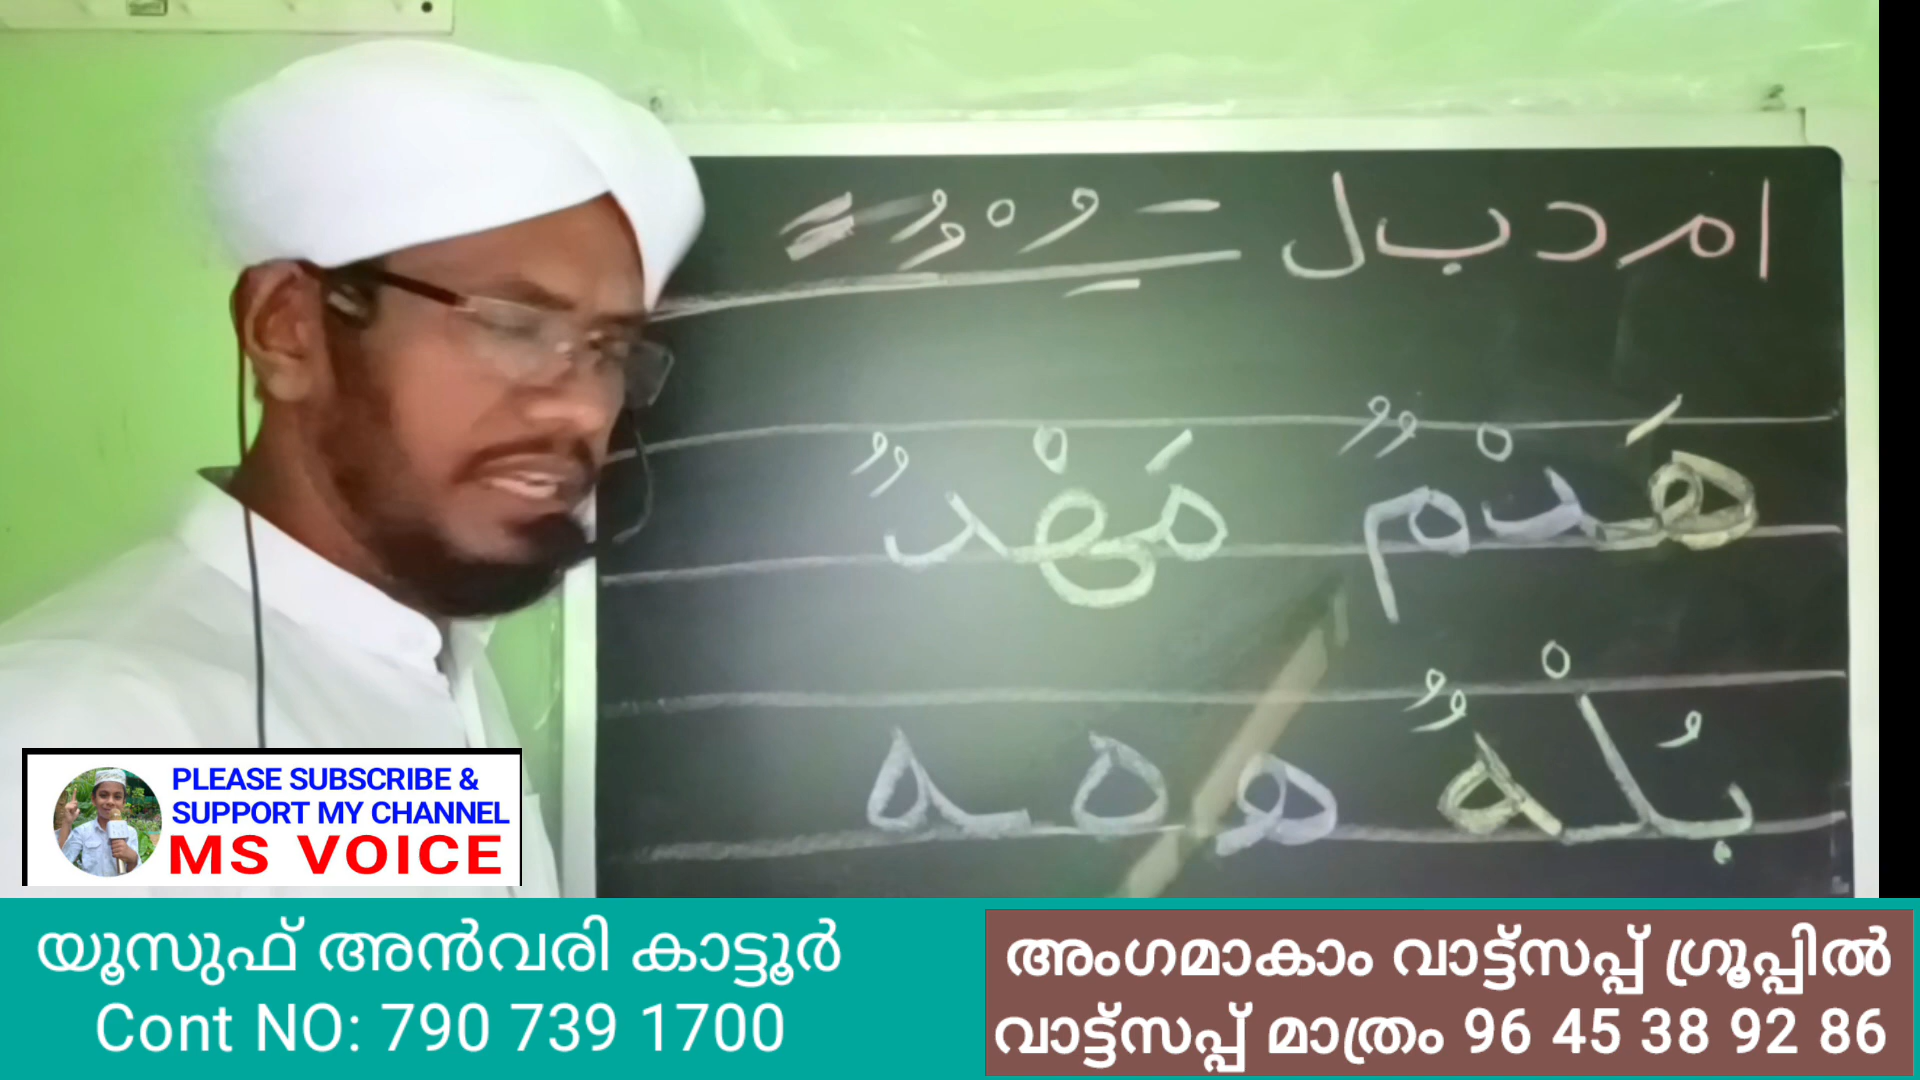 ا م ر د ب ل
هَدْمٌ مَهْدٌ
بُلْهٌ ه ه ـه
PLEASE SUBSCRIBE &
SUPPORT MY CHANNEL
MS VOICE
യൂസുഫ് അൻവരി കാട്ടൂർ
Cont NO: 790 739 1700
അംഗമാകാം വാട്ട്സപ്പ് ഗ്രൂപ്പിൽ
വാട്ട്സപ്പ് മാത്രം 96 45 38 92 86